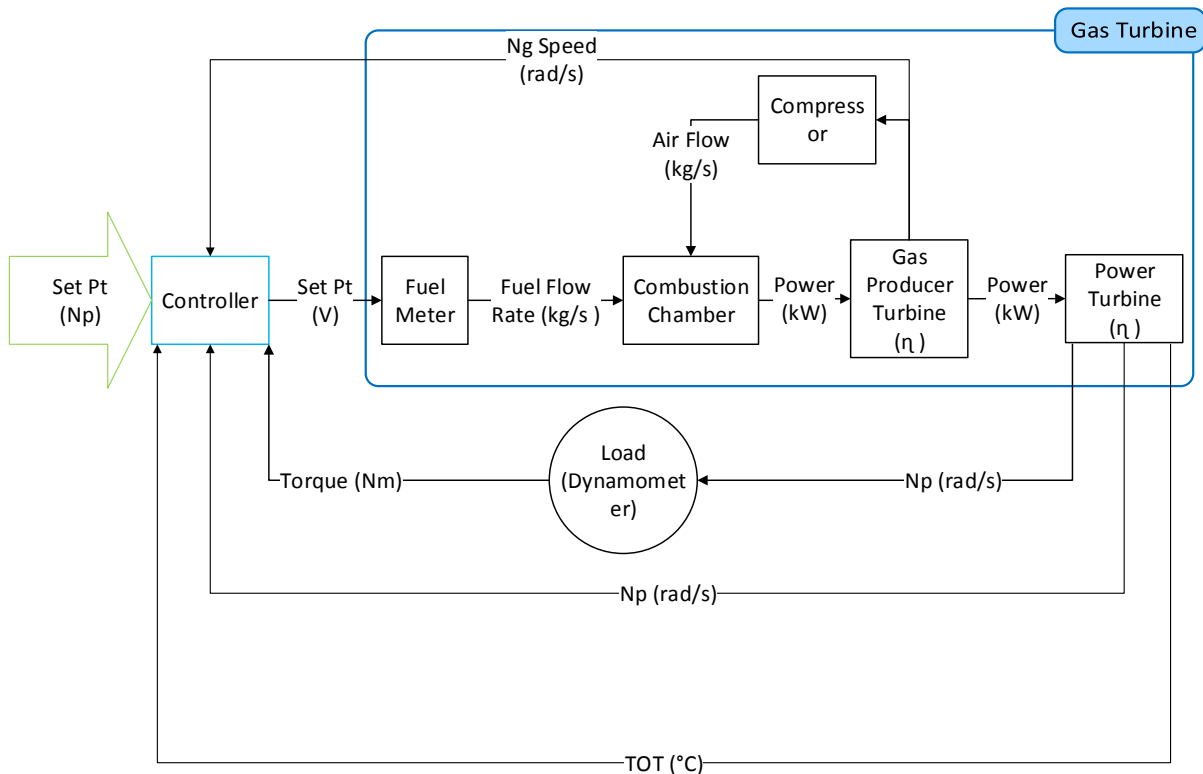 Gas Turbine
Ng Speed
(rad/s)
Compress
or
Air Flow
(kg/s)
Set Pt
(Np)
Controller
Set Pt
(V)
Fuel
Meter
Fuel Flow
Rate (kg/s )
Combustion
Chamber
Power
(kW)
Gas
Producer
Turbine
(η )
Power
(kW)
Power
Turbine
(η )
Load
(Dynamomet
er)
Torque (Nm)
Np (rad/s)
Np (rad/s)
TOT (°C)